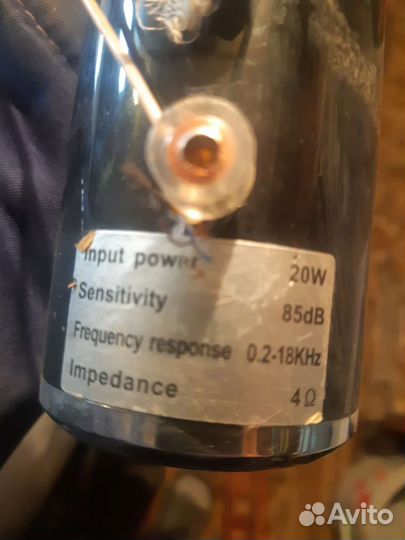 Input power 20W
Sensitivity 85dB
Frequency response 0.2-18KHz
Impedance 4Ω
Avito